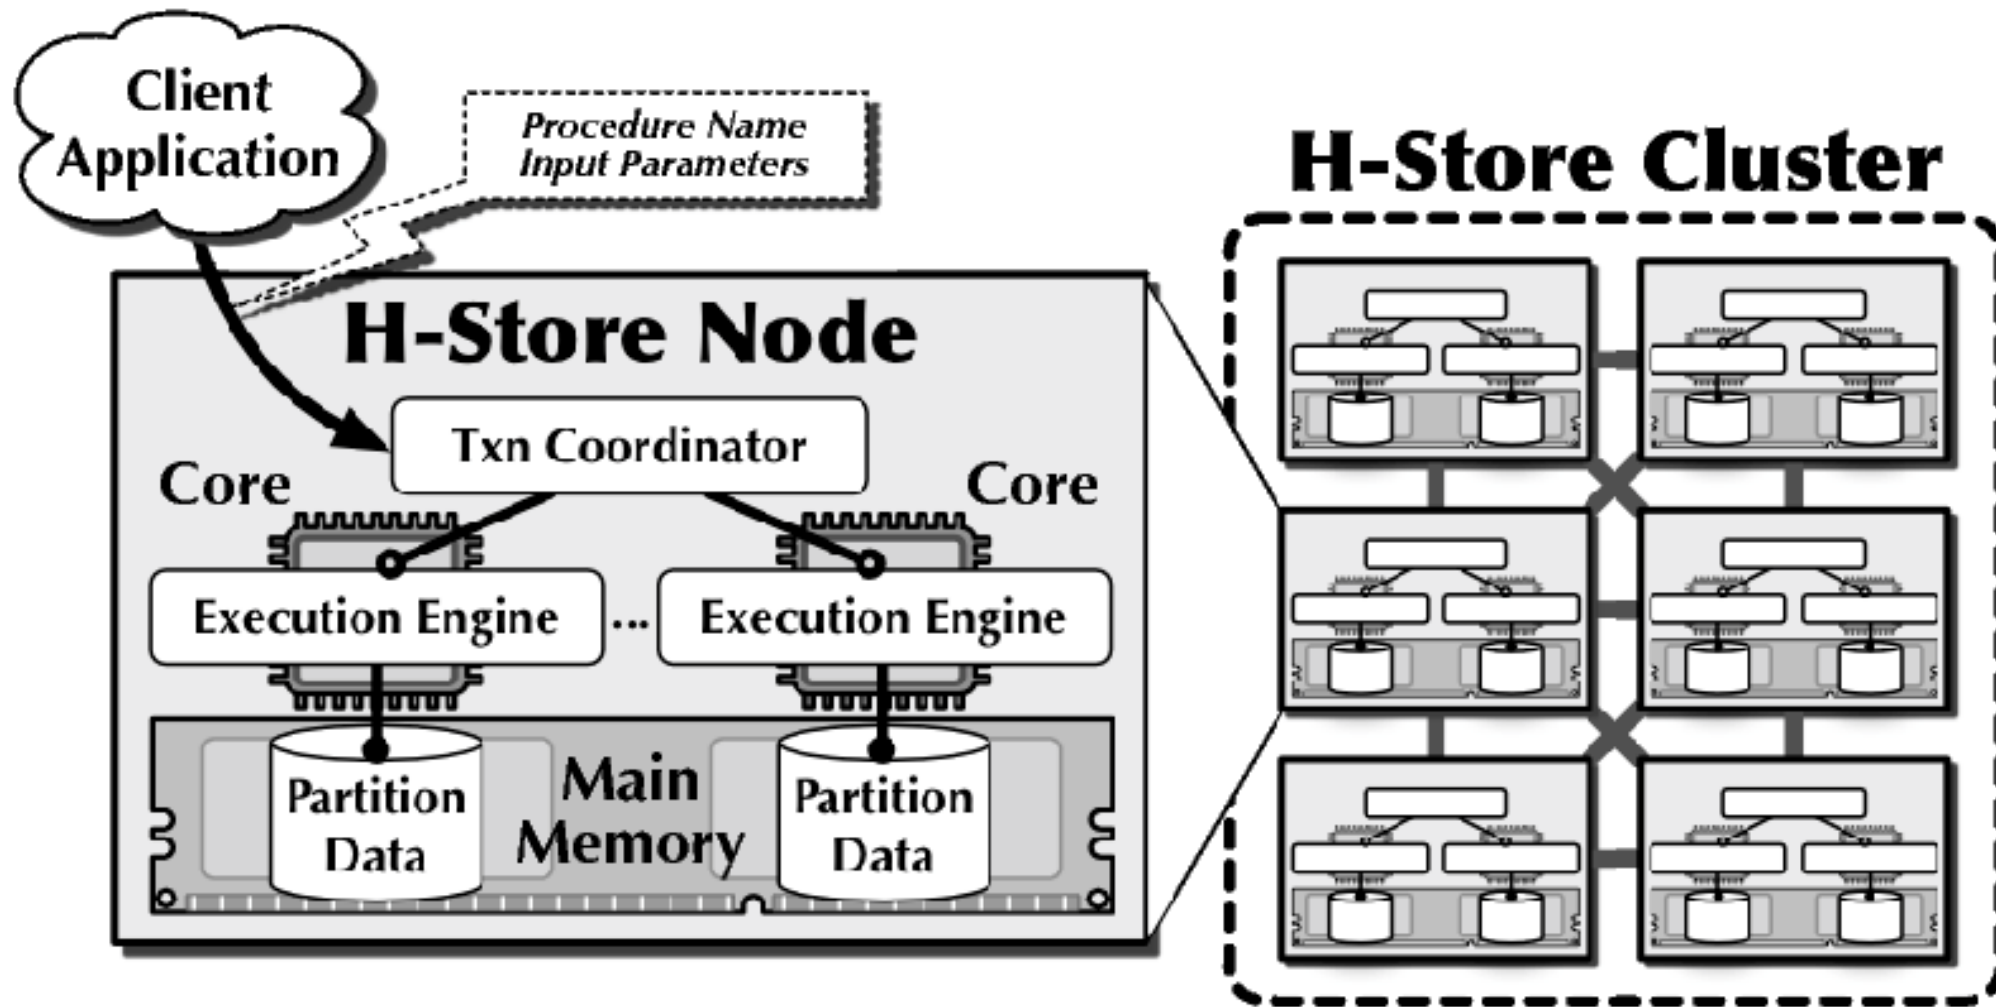 Client
Application
Procedure Name
Input Parameters
H-Store Cluster
H-Store Node
Txn Coordinator
Core
Core
Execution Engine
...
Execution Engine
Main
Memory
Partition
Data
Partition
Data